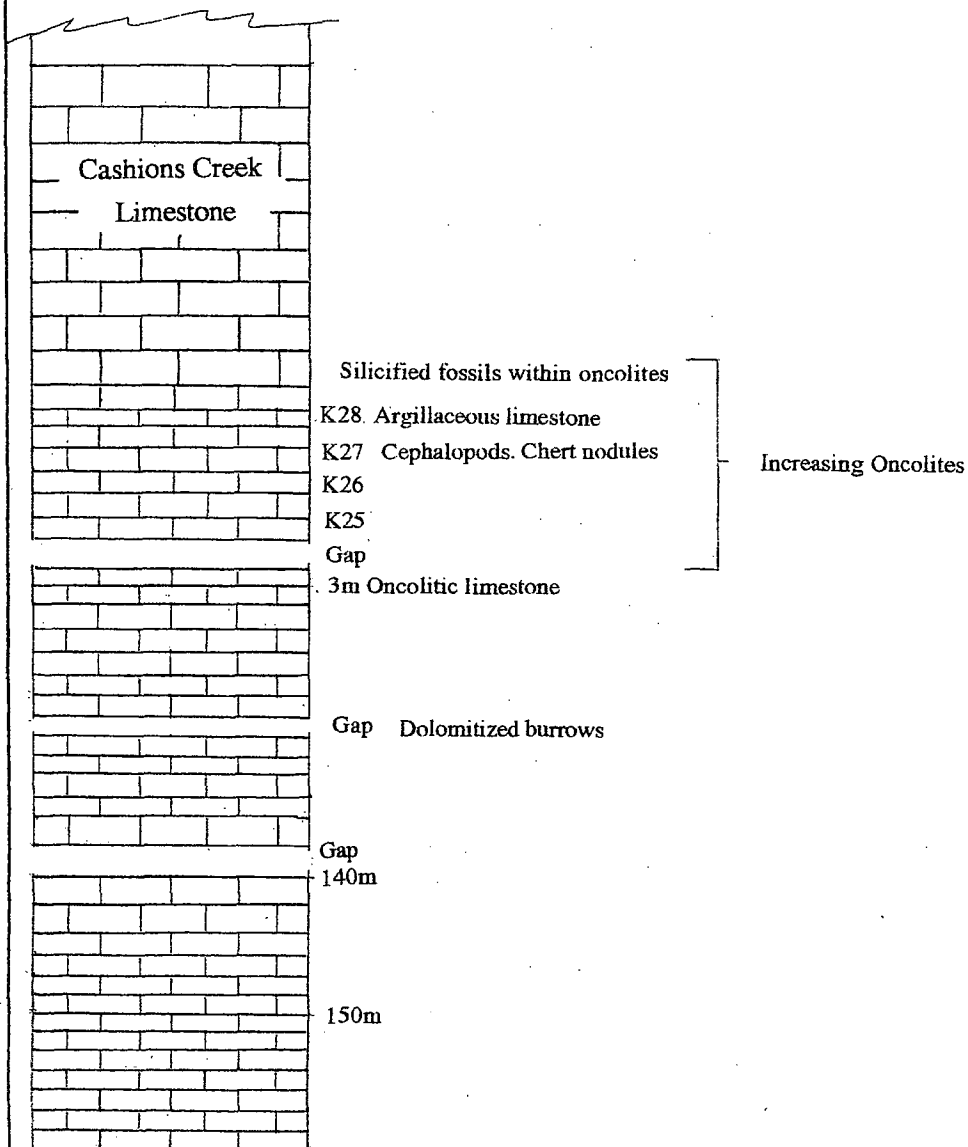 Cashions Creek
Limestone
Silicified fossils within oncolites
K28. Argillaceous limestone
K27 Cephalopods. Chert nodules
Increasing Oncolites
K26
K25
Gap
3m Oncolitic limestone
Gap Dolomitized burrows
Gap
140m
150m